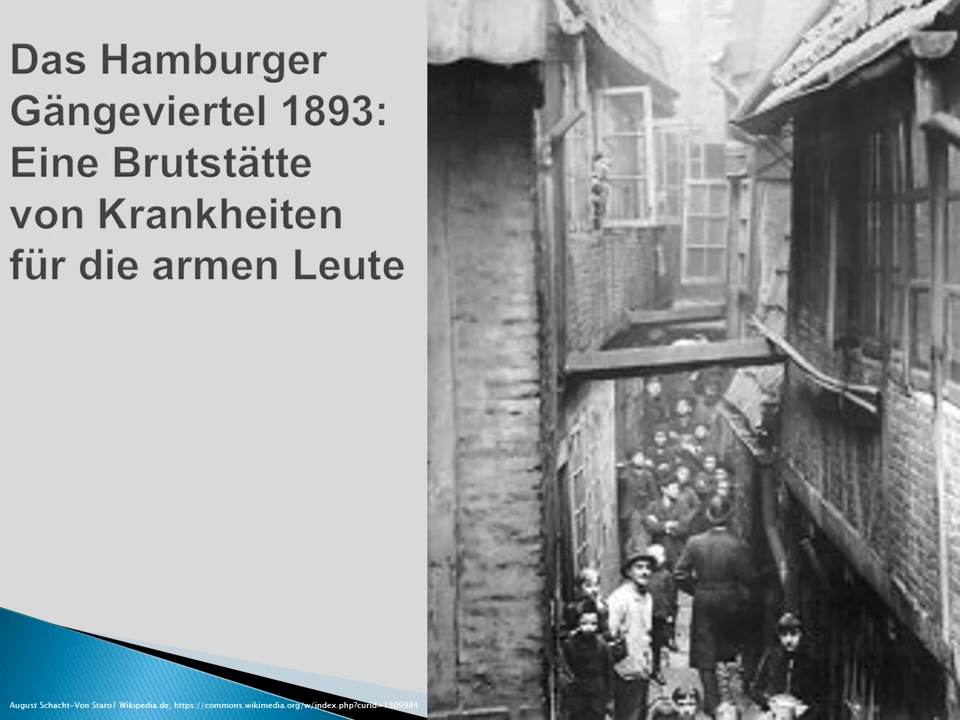 Das Hamburger
Gängeviertel 1893:
Eine Brutstätte
von Krankheiten
für die armen Leute
August Schacht-Von Staro1 Wikipedia.de, https://commons.wikimedia.org/w/index.php?curid=1309984